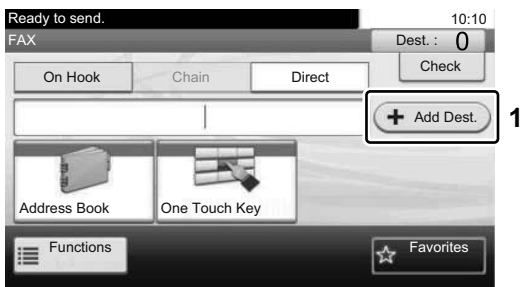 Ready to send.
10:10
FAX
Dest. : 0
Check
On Hook
Chain
Direct
Add Dest.
1
Address Book
One Touch Key
Functions
Favorites